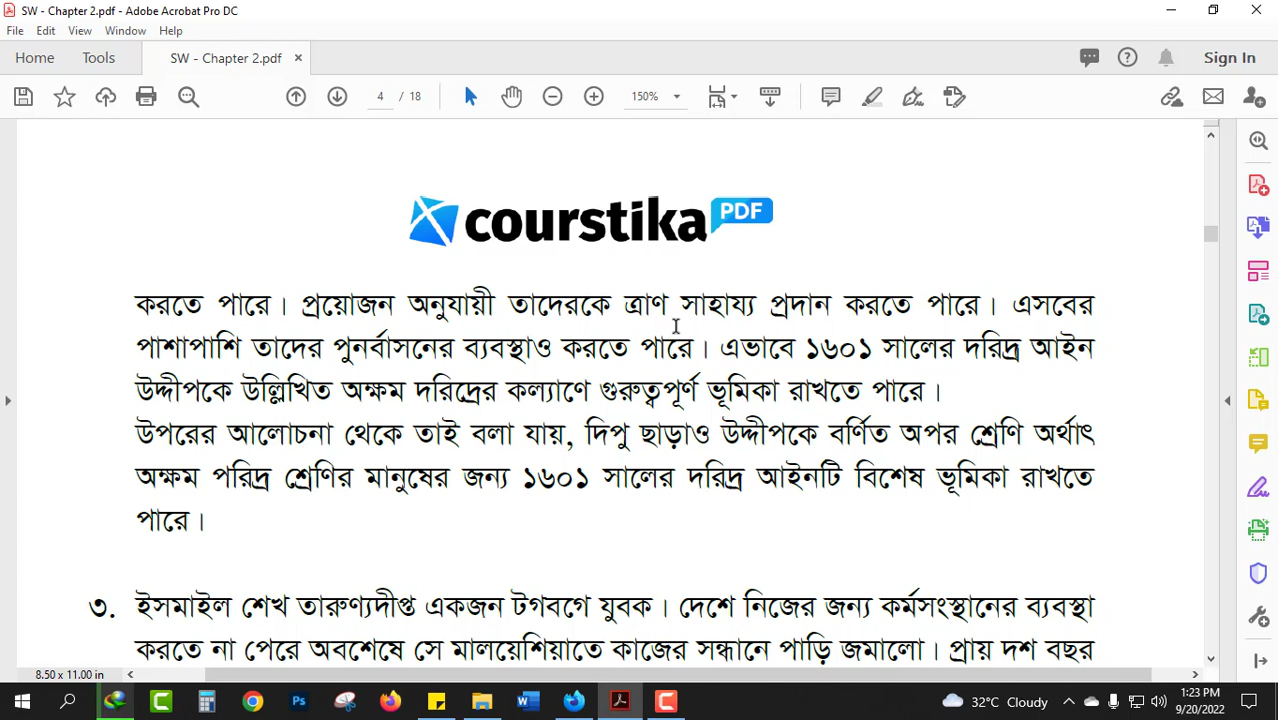 SW - Chapter 2.pdf - Adobe Acrobat Pro DC
File Edit View Window Help
Home Tools SW - Chapter 2.pdf × Sign In
4 / 18 150%
courstika PDF
করতে পারে। প্রয়োজন অনুযায়ী তাদেরকে ত্রাণ সাহায্য প্রদান করতে পারে। এসবের
পাশাপাশি তাদের পুনর্বাসনের ব্যবস্থাও করতে পারে। এভাবে ১৬০১ সালের দরিদ্র আইন
উদ্দীপকে উল্লিখিত অক্ষম দরিদ্রের কল্যাণে গুরুত্বপূর্ণ ভূমিকা রাখতে পারে।
উপরের আলোচনা থেকে তাই বলা যায়, দিপু ছাড়াও উদ্দীপকে বর্ণিত অপর শ্রেণি অর্থাৎ
অক্ষম পরিদ্র শ্রেণির মানুষের জন্য ১৬০১ সালের দরিদ্র আইনটি বিশেষ ভূমিকা রাখতে
পারে।
৩. ইসমাইল শেখ তারুণ্যদীপ্ত একজন টগবগে যুবক। দেশে নিজের জন্য কর্মসংস্থানের ব্যবস্থা
করতে না পেরে অবশেষে সে মালয়েশিয়াতে কাজের সন্ধানে পাড়ি জমালো। প্রায় দশ বছর
8.50 x 11.00 in
32°C Cloudy 1:23 PM
9/20/2022